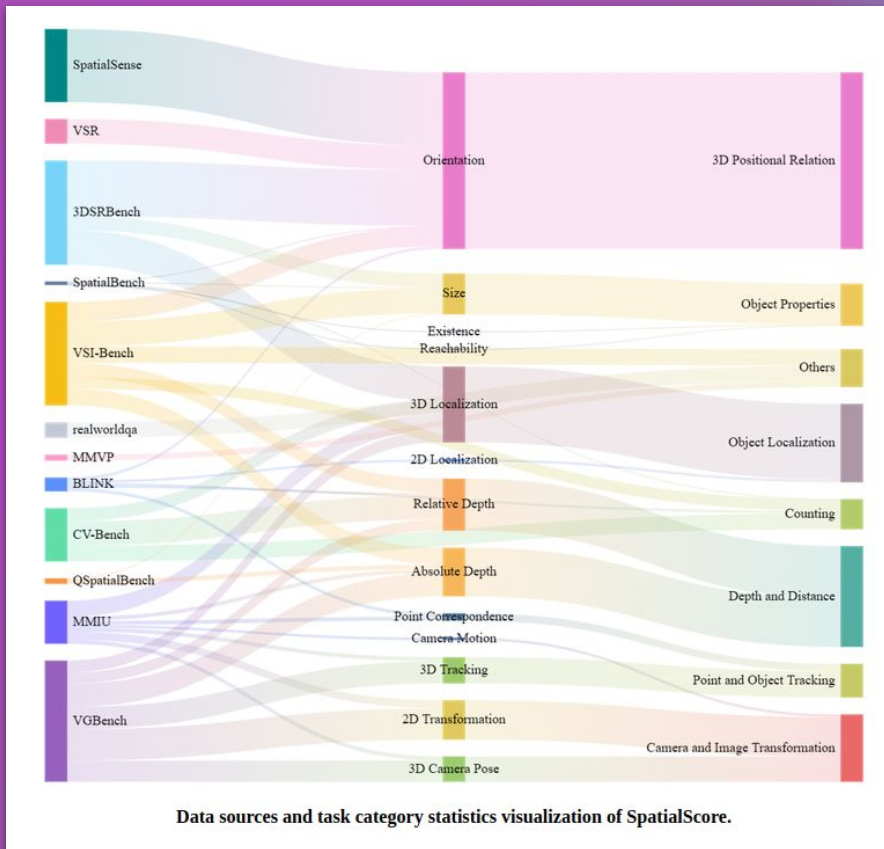 SpatialSense
VSR
3DSRBench
SpatialBench
VSI-Bench
realworldqa
MMVP
BLINK
CV-Bench
QSpatialBench
MMIU
VGBench
Orientation
Size
Existence
Reachability
3D Localization
2D Localization
Relative Depth
Absolute Depth
Point Correspondence
Camera Motion
3D Tracking
2D Transformation
3D Camera Pose
3D Positional Relation
Object Properties
Others
Object Localization
Counting
Depth and Distance
Point and Object Tracking
Camera and Image Transformation
Data sources and task category statistics visualization of SpatialScore.